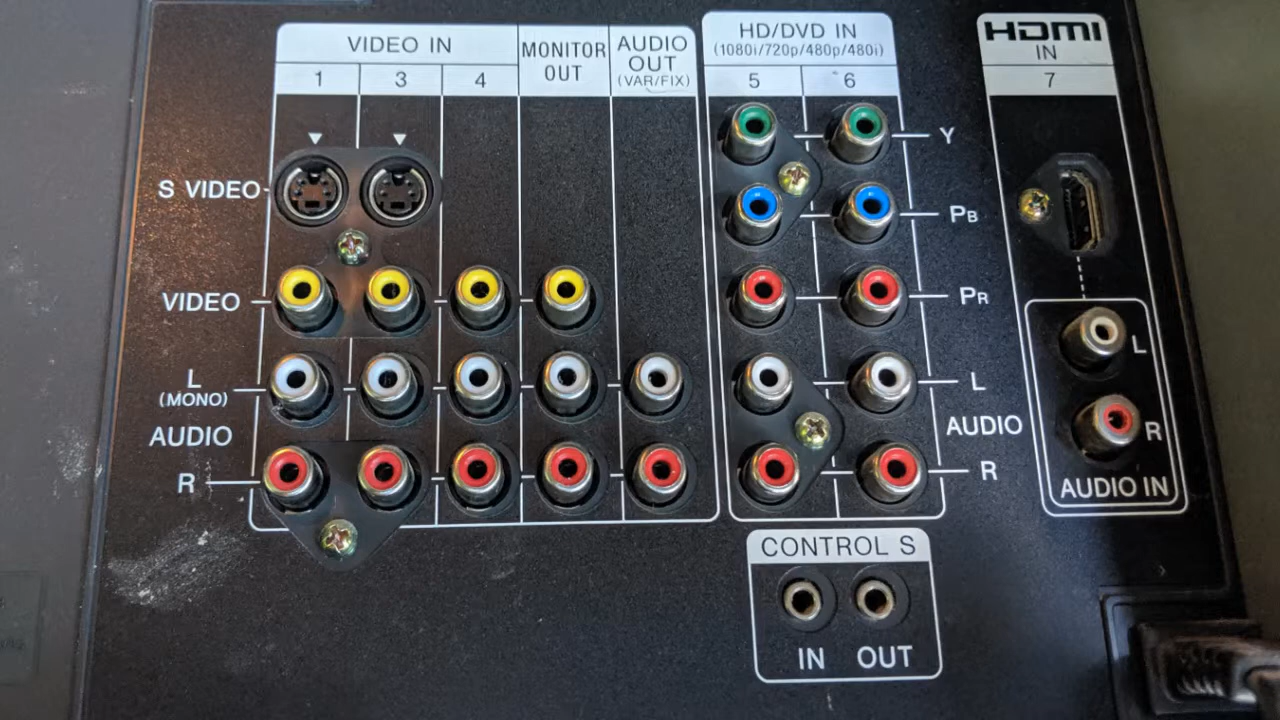 VIDEO IN
1 3 4
MONITOR
OUT
AUDIO
OUT
(VAR/FIX)
S VIDEO
VIDEO
L
(MONO)
AUDIO
R
HD/DVD IN
(1080i/720p/480p/480i)
5 6
Y
PB
PR
L
AUDIO
R
HDMI
IN
7
L
R
AUDIO IN
CONTROL S
IN OUT